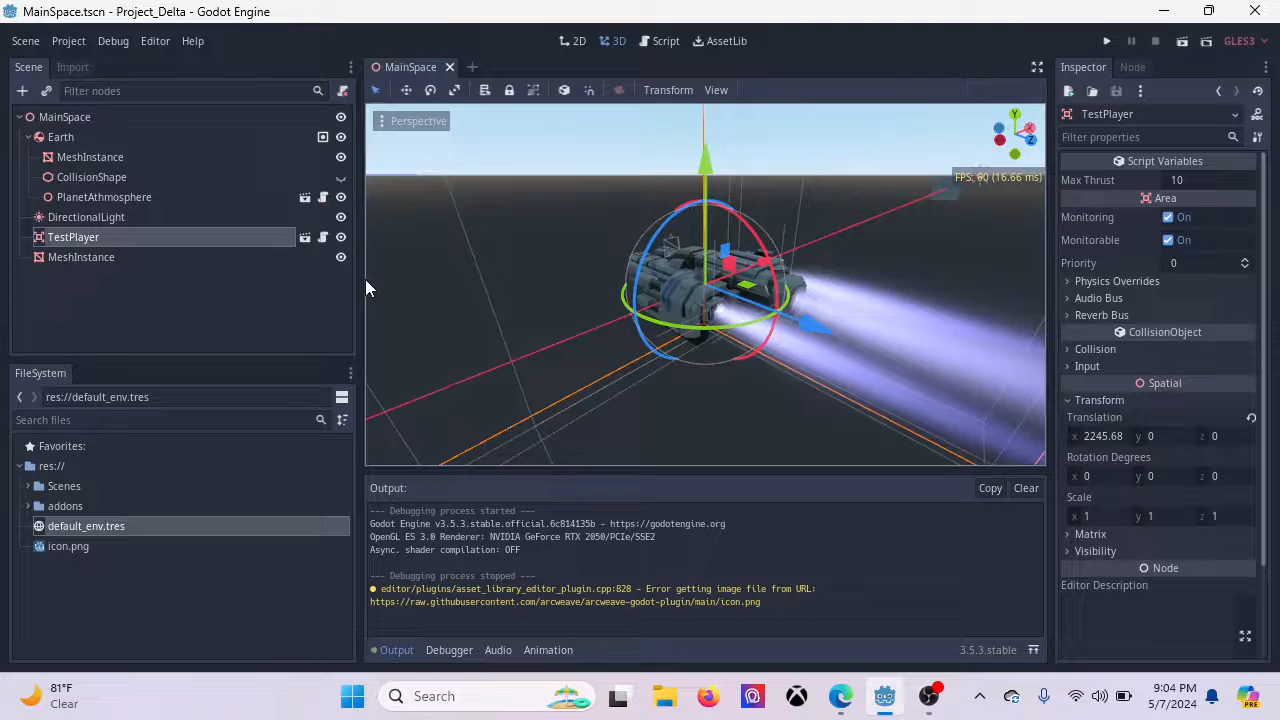 MainSpace.tscn - Project_Delta - Godot Engine
Scene Project Debug Editor Help
2D 3D Script AssetLib
GLES3
Scene Import
MainSpace
Inspector Node
Filter nodes
Transform View
TestPlayer
Filter properties
MainSpace
Earth
MeshInstance
CollisionShape
PlanetAthmosphere
DirectionalLight
TestPlayer
MeshInstance
Perspective
Y
X
Z
FPS: 60 (16.66 ms)
Script Variables
Max Thrust 10
Area
Monitoring On
Monitorable On
Priority 0
Physics Overrides
Audio Bus
Reverb Bus
CollisionObject
Collision
Input
Spatial
Transform
Translation
x 2245.68 y 0 z 0
Rotation Degrees
x 0 y 0 z 0
Scale
x 1 y 1 z 1
Matrix
Visibility
Node
Editor Description
FileSystem
res://default_env.tres
Search files
Favorites:
res://
Scenes
addons
default_env.tres
icon.png
Output:
Copy Clear
--- Debugging process started ---
Godot Engine v3.5.3.stable.official.6c814135b - https://godotengine.org
OpenGL ES 3.0 Renderer: NVIDIA GeForce RTX 2050/PCIe/SSE2
Async. shader compilation: OFF
--- Debugging process stopped ---
editor/plugins/asset_library_editor_plugin.cpp:828 - Error getting image file from URL:
https://raw.githubusercontent.com/arcweave/arcweave-godot-plugin/main/icon.png
Output Debugger Audio Animation
3.5.3.stable
81°F
Clear
Search
9:04 PM
5/7/2024
PRE